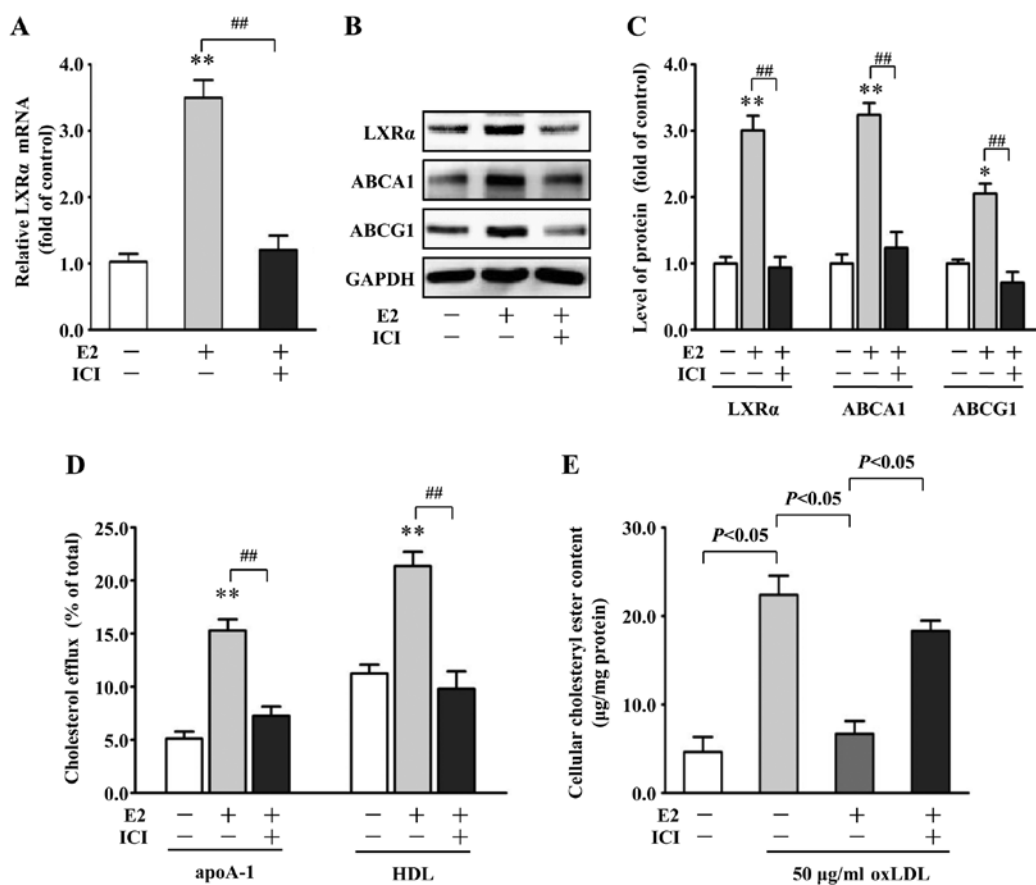 A
Relative LXRα mRNA
(fold of control)
4.0
3.0
2.0
1.0
0.0
**
##
E2 − + +
ICI − − +
B
LXRα
ABCA1
ABCG1
GAPDH
E2 − + +
ICI − − +
C
Level of protein (fold of control)
4.0
3.0
2.0
1.0
0.0
** ## ** ## * ##
E2 − + + − + + − + +
ICI − − + − − + − − +
LXRα ABCA1 ABCG1
D
Cholesterol efflux (% of total)
25.0
20.0
15.0
10.0
5.0
0.0
** ## ** ##
E2 − + + − + +
ICI − − + − − +
apoA-1 HDL
E
Cellular cholesteryl ester content
(μg/mg protein)
30.0
20.0
10.0
0.0
P<0.05
P<0.05
P<0.05
E2 − − + +
ICI − − − +
50 μg/ml oxLDL